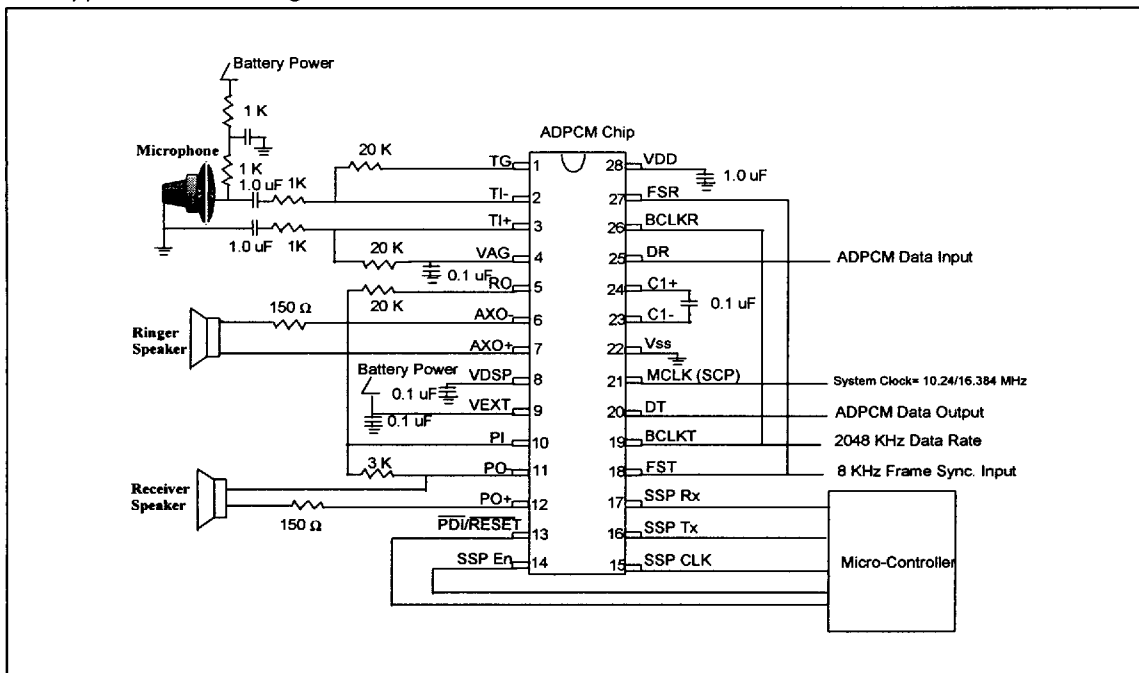 Battery Power
1 K
ADPCM Chip
Microphone
20 K
TG
1
28
VDD
1K
1.0 uF
1.0 uF
1K
TI-
2
27
FSR
TI+
3
26
BCLKR
1.0 uF
1K
20 K
VAG
4
25
DR
ADPCM Data Input
0.1 uF
RO
5
24
C1+
0.1 uF
20 K
150 Ω
AXO-
6
23
C1-
Ringer
Speaker
AXO+
7
22
Vss
Battery Power
VDSP
8
21
MCLK (SCP)
System Clock= 10.24/16.384 MHz
0.1 uF
VEXT
9
20
DT
ADPCM Data Output
0.1 uF
PI
10
19
BCLKT
2048 KHz Data Rate
3 K
PO-
11
18
FST
8 KHz Frame Sync. Input
Receiver
Speaker
PO+
12
17
SSP Rx
150 Ω
PDI/RESET
13
16
SSP Tx
SSP En
14
15
SSP CLK
Micro-Controller